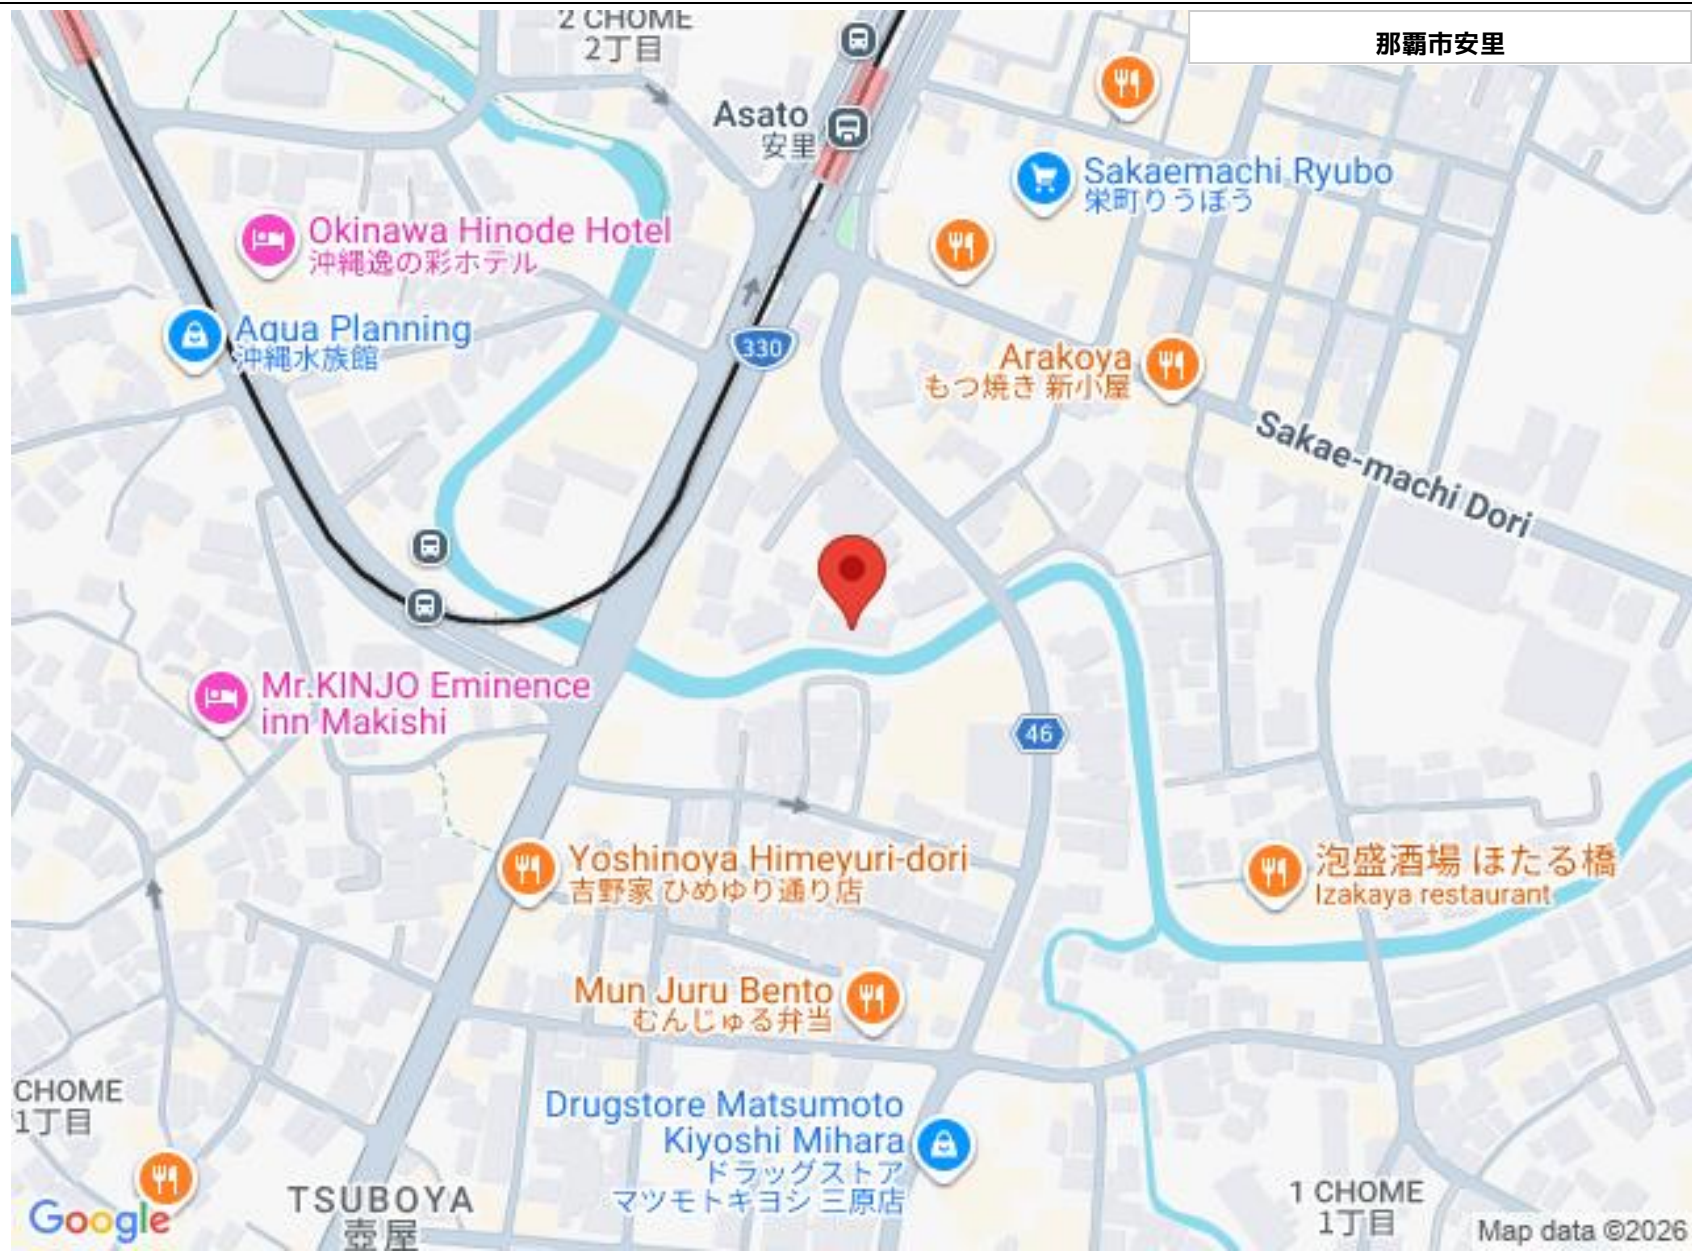 2 CHOME
2丁目
那覇市安里
Asato
安里
Sakaemachi Ryubo
栄町りうぼう
Okinawa Hinode Hotel
沖縄逸の彩ホテル
Aqua Planning
沖縄水族館
330
Arakoya
もつ焼き 新小屋
Sakae-machi Dori
Mr.KINJO Eminence
inn Makishi
46
Yoshinoya Himeyuri-dori
吉野家 ひめゆり通り店
泡盛酒場 ほたる橋
Izakaya restaurant
Mun Juru Bento
むんじゅる弁当
CHOME
1丁目
Drugstore Matsumoto
Kiyoshi Mihara
ドラッグストア
マツモトキヨシ 三原店
TSUBOYA
壺屋
1 CHOME
1丁目
Google
Map data ©2026